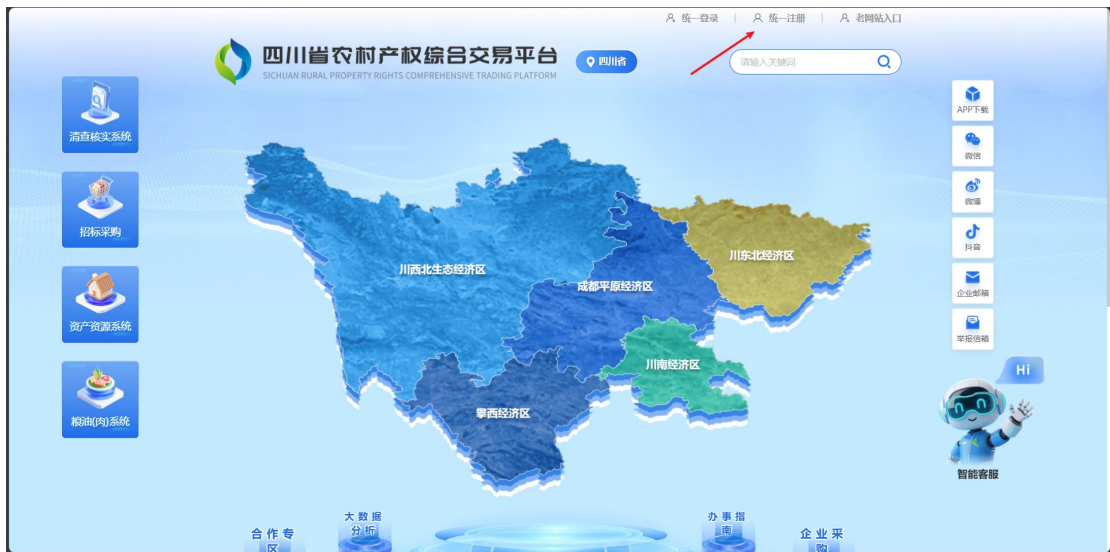 统一登录
统一注册
老网站入口
四川省农村产权综合交易平台
SICHUAN RURAL PROPERTY RIGHTS COMPREHENSIVE TRADING PLATFORM
四川省
请输入关键词
清查核实系统
招标采购
资产资源系统
粮油(肉)系统
川西北生态经济区
成都平原经济区
川东北经济区
川南经济区
攀西经济区
APP下载
微信
微博
抖音
企业邮箱
举报信箱
Hi
智能客服
合作专
区
大数据
分析
办事指
南
企业采
购